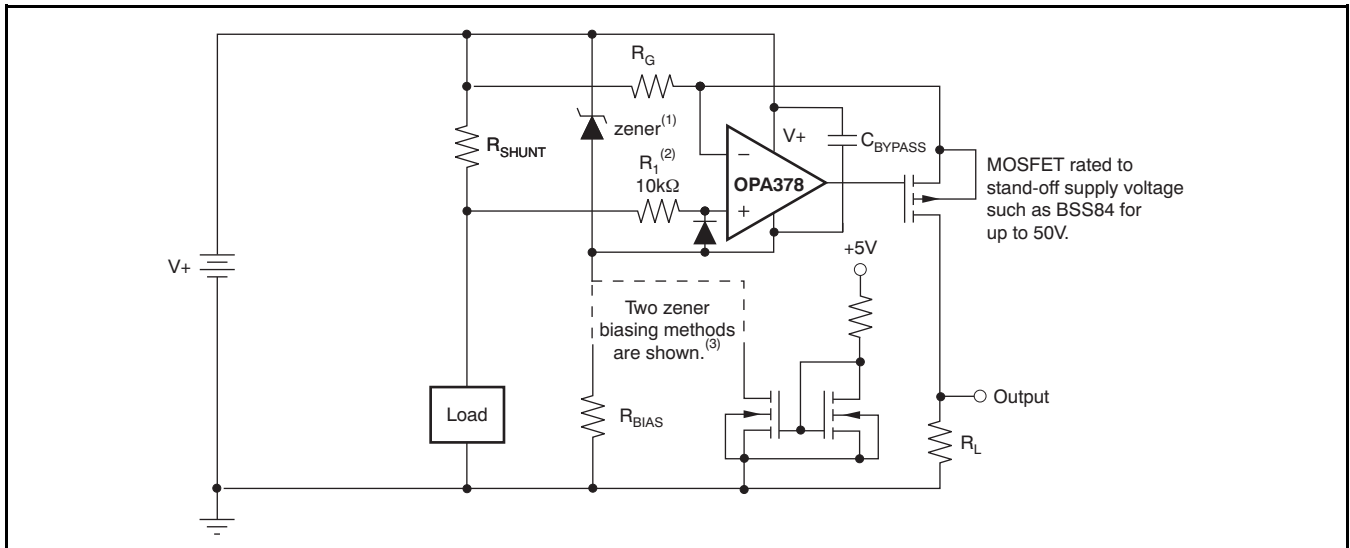 R_G
zener(1)
V+
C_BYPASS
R_SHUNT
R_1(2)
10kΩ
−
OPA378
+
MOSFET rated to
stand-off supply voltage
such as BSS84 for
up to 50V.
+5V
V+
Two zener
biasing methods
are shown.(3)
Load
R_BIAS
Output
R_L